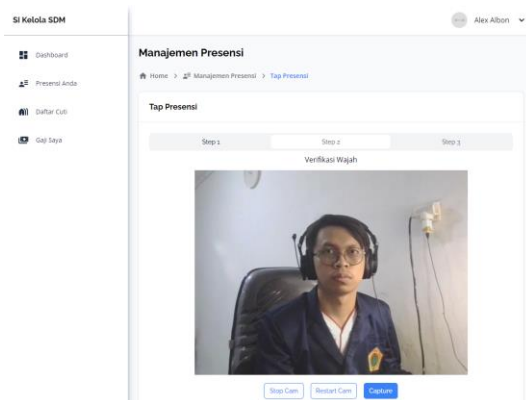 SI Kelola SDM
Alex Albon
Dashboard
Presensi Anda
Daftar Cuti
Gaji Saya
Manajemen Presensi
Home > Manajemen Presensi > Tap Presensi
Tap Presensi
Step 1 Step 2 Step 3
Verifikasi Wajah
Stop Cam Restart Cam Capture